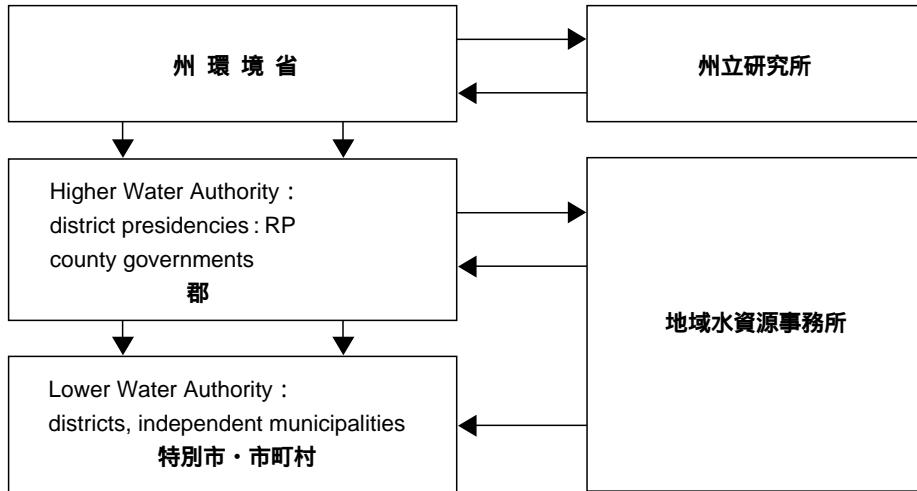 州 環 境 省
州立研究所
Higher Water Authority：
district presidencies : RP
county governments
郡
地域水資源事務所
Lower Water Authority：
districts, independent municipalities
特別市・市町村